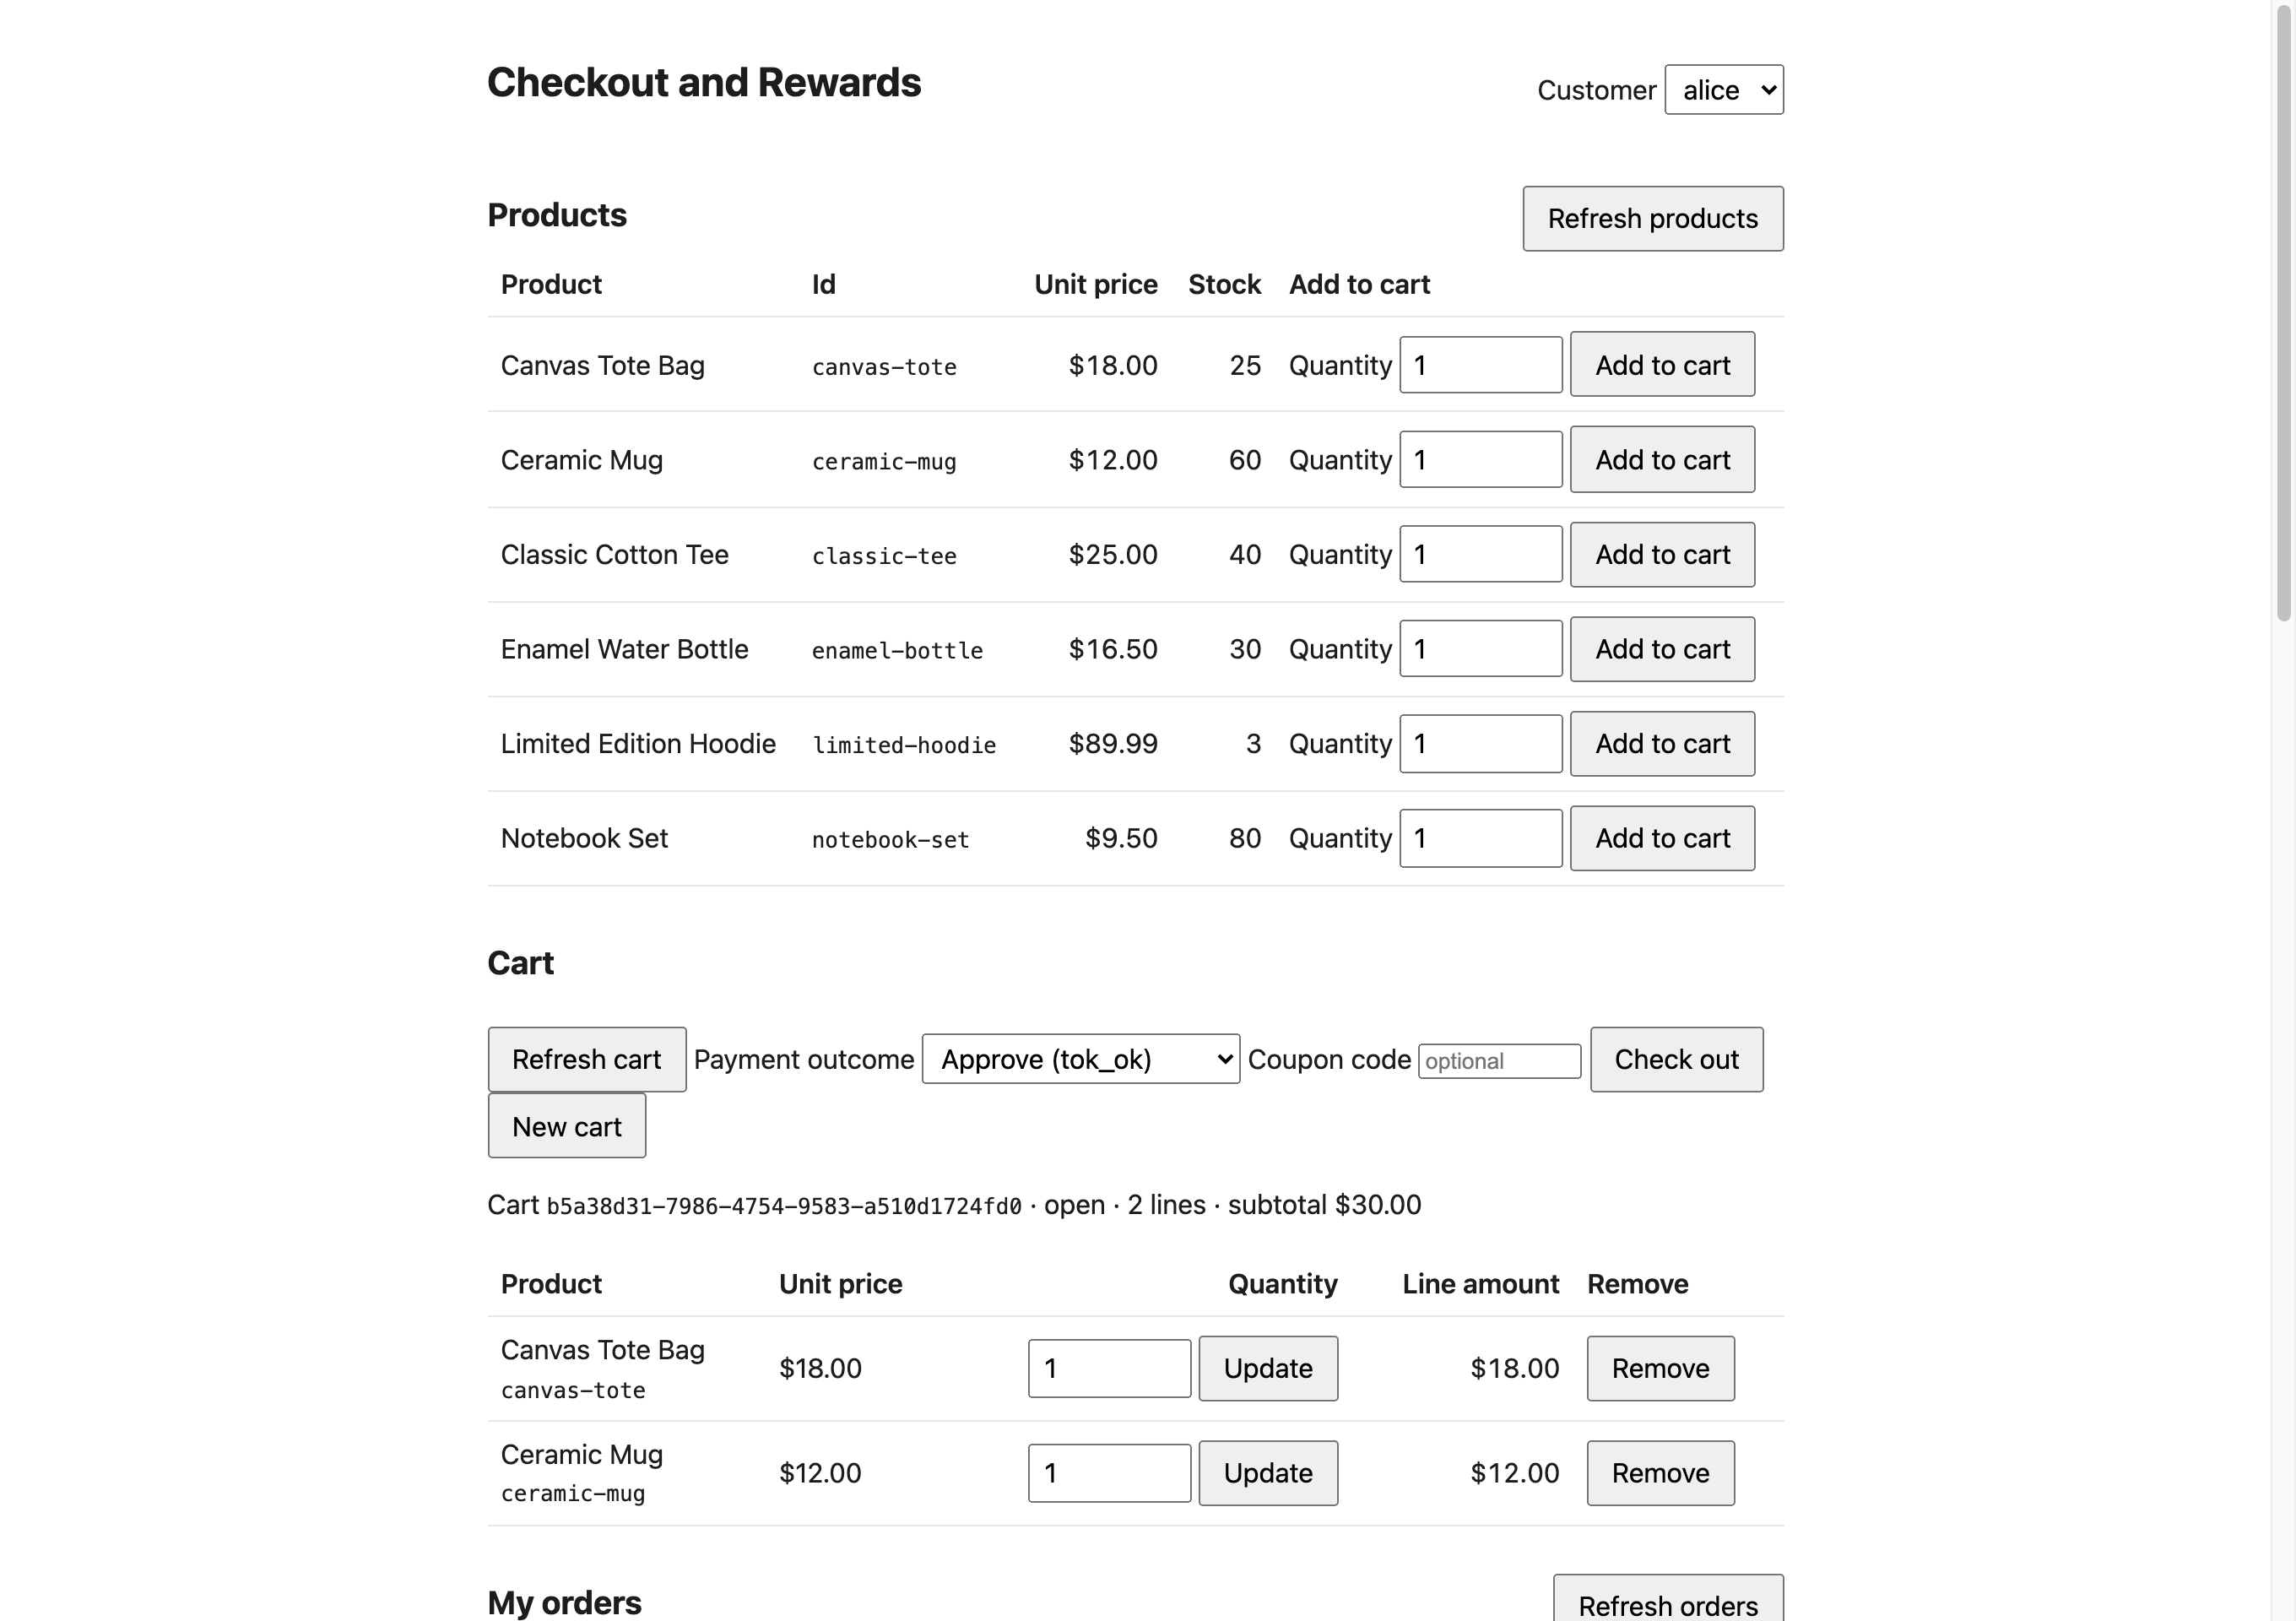 Checkout and Rewards
Customer alice
Products
Refresh products
Product Id Unit price Stock Add to cart
Canvas Tote Bag canvas-tote $18.00 25 Quantity 1 Add to cart
Ceramic Mug ceramic-mug $12.00 60 Quantity 1 Add to cart
Classic Cotton Tee classic-tee $25.00 40 Quantity 1 Add to cart
Enamel Water Bottle enamel-bottle $16.50 30 Quantity 1 Add to cart
Limited Edition Hoodie limited-hoodie $89.99 3 Quantity 1 Add to cart
Notebook Set notebook-set $9.50 80 Quantity 1 Add to cart
Cart
Refresh cart Payment outcome Approve (tok_ok) Coupon code optional Check out
New cart
Cart b5a38d31-7986-4754-9583-a510d1724fd0 · open · 2 lines · subtotal $30.00
Product Unit price Quantity Line amount Remove
Canvas Tote Bag
canvas-tote
$18.00 1 Update $18.00 Remove
Ceramic Mug
ceramic-mug
$12.00 1 Update $12.00 Remove
My orders
Refresh orders